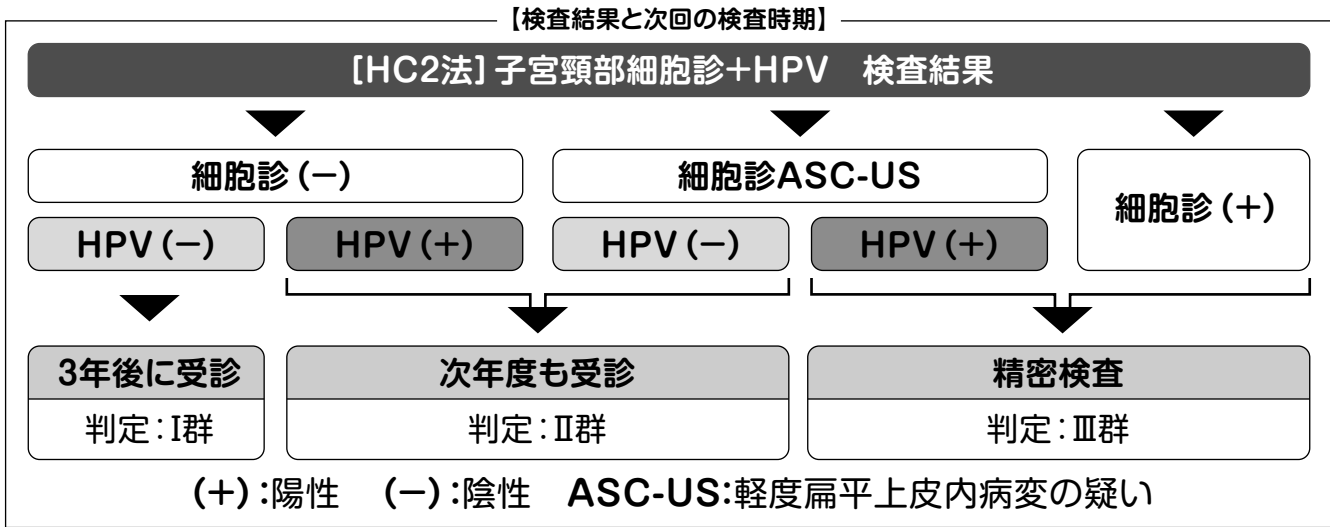 【検査結果と次回の検査時期】
[HC2法]子宮頸部細胞診+HPV　検査結果
細胞診(−)
細胞診ASC-US
細胞診(+)
HPV(−)
HPV(+)
HPV(−)
HPV(+)
3年後に受診
判定:Ⅰ群
次年度も受診
判定:Ⅱ群
精密検査
判定:Ⅲ群
(+):陽性　(−):陰性　ASC-US:軽度扁平上皮内病変の疑い